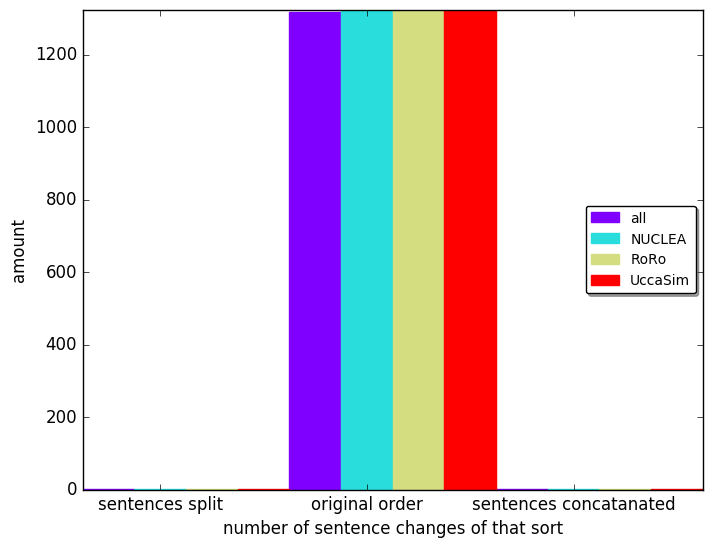 1200
1000
800
600
400
200
0
amount
all
NUCLEA
RoRo
UccaSim
sentences split
original order
sentences concatanated
number of sentence changes of that sort